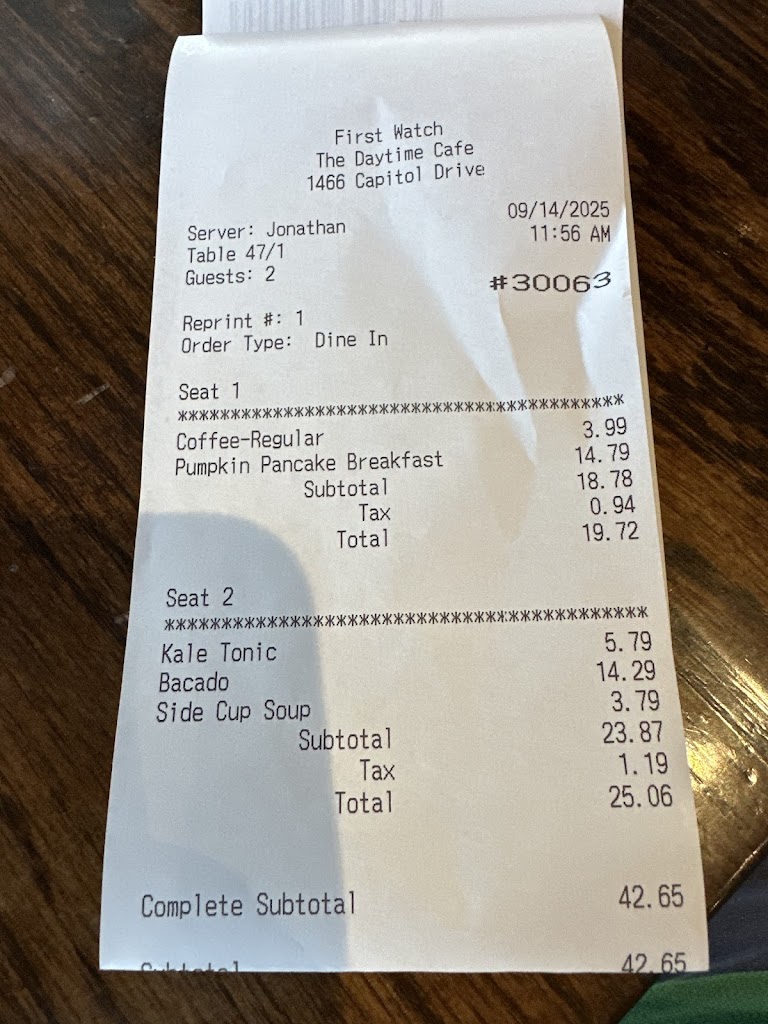 First Watch
The Daytime Cafe
1466 Capitol Drive
Server: Jonathan 09/14/2025
Table 47/1 11:56 AM
Guests: 2 #30063
Reprint #: 1
Order Type: Dine In
Seat 1
*****************************************
Coffee-Regular 3.99
Pumpkin Pancake Breakfast 14.79
Subtotal 18.78
Tax 0.94
Total 19.72
Seat 2
*****************************************
Kale Tonic 5.79
Bacado 14.29
Side Cup Soup 3.79
Subtotal 23.87
Tax 1.19
Total 25.06
Complete Subtotal 42.65
Subtotal 42.65